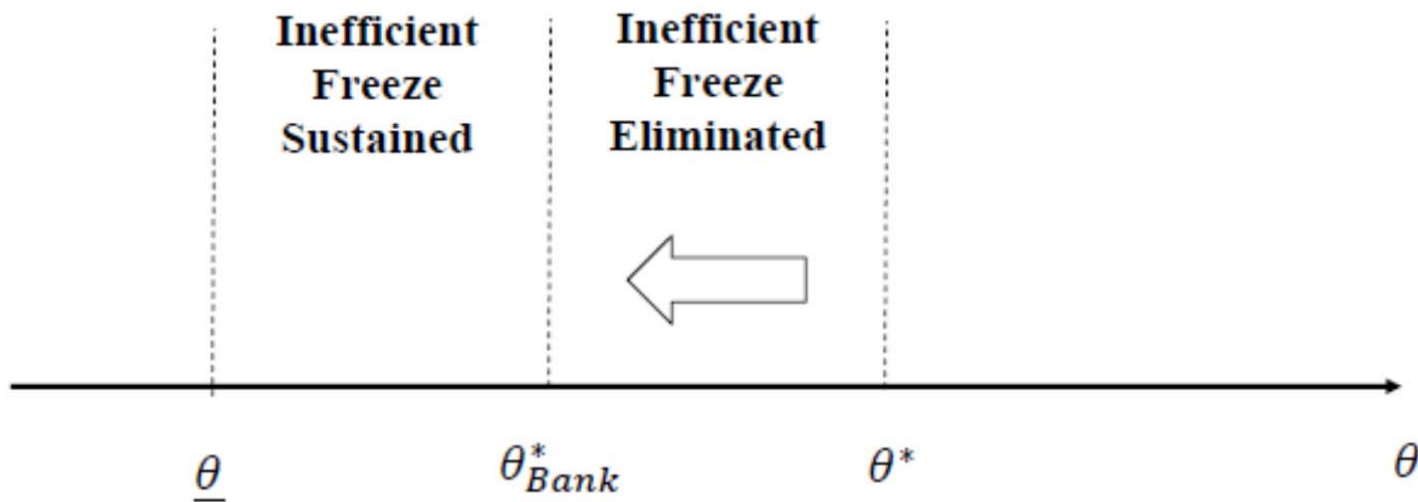 Inefficient
Freeze
Sustained
Inefficient
Freeze
Eliminated
θ̲
θ*Bank
θ*
θ